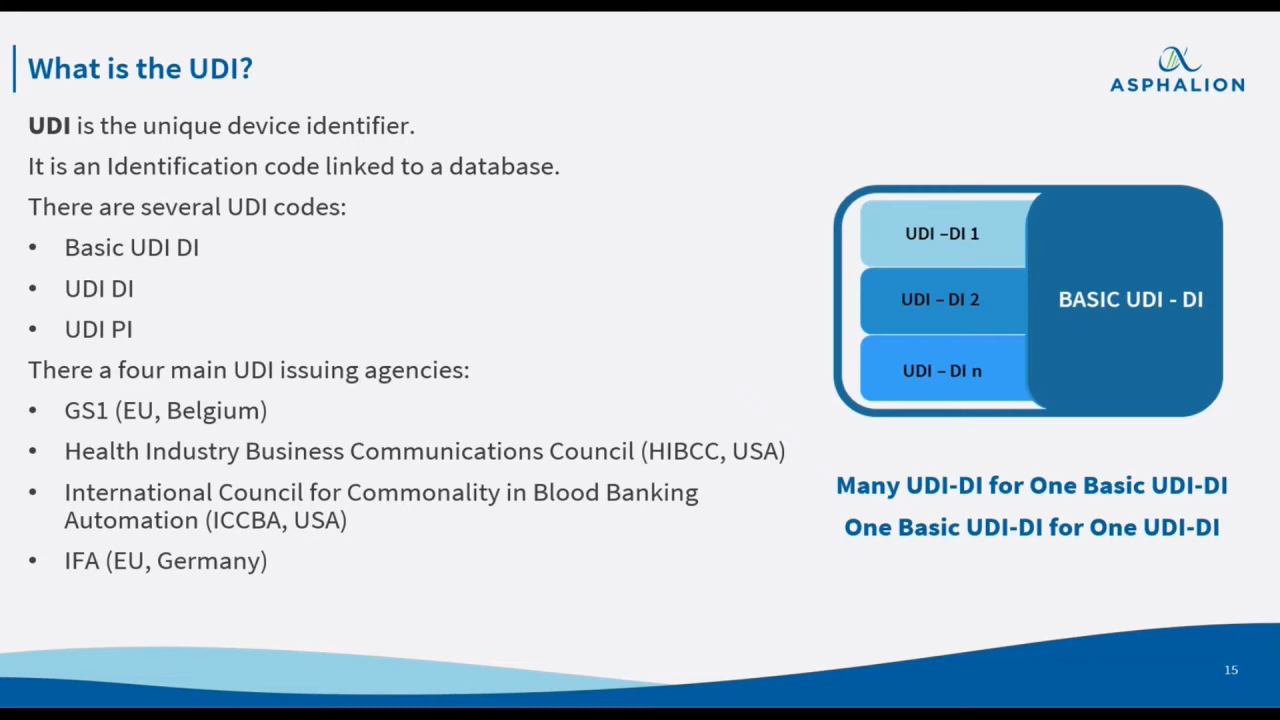 What is the UDI?
ASPHALION
UDI is the unique device identifier.
It is an Identification code linked to a database.
There are several UDI codes:
• Basic UDI DI
• UDI DI
• UDI PI
There a four main UDI issuing agencies:
• GS1 (EU, Belgium)
• Health Industry Business Communications Council (HIBCC, USA)
• International Council for Commonality in Blood Banking
Automation (ICCBA, USA)
• IFA (EU, Germany)
UDI –DI 1
UDI – DI 2
UDI – DI n
BASIC UDI - DI
Many UDI-DI for One Basic UDI-DI
One Basic UDI-DI for One UDI-DI
15